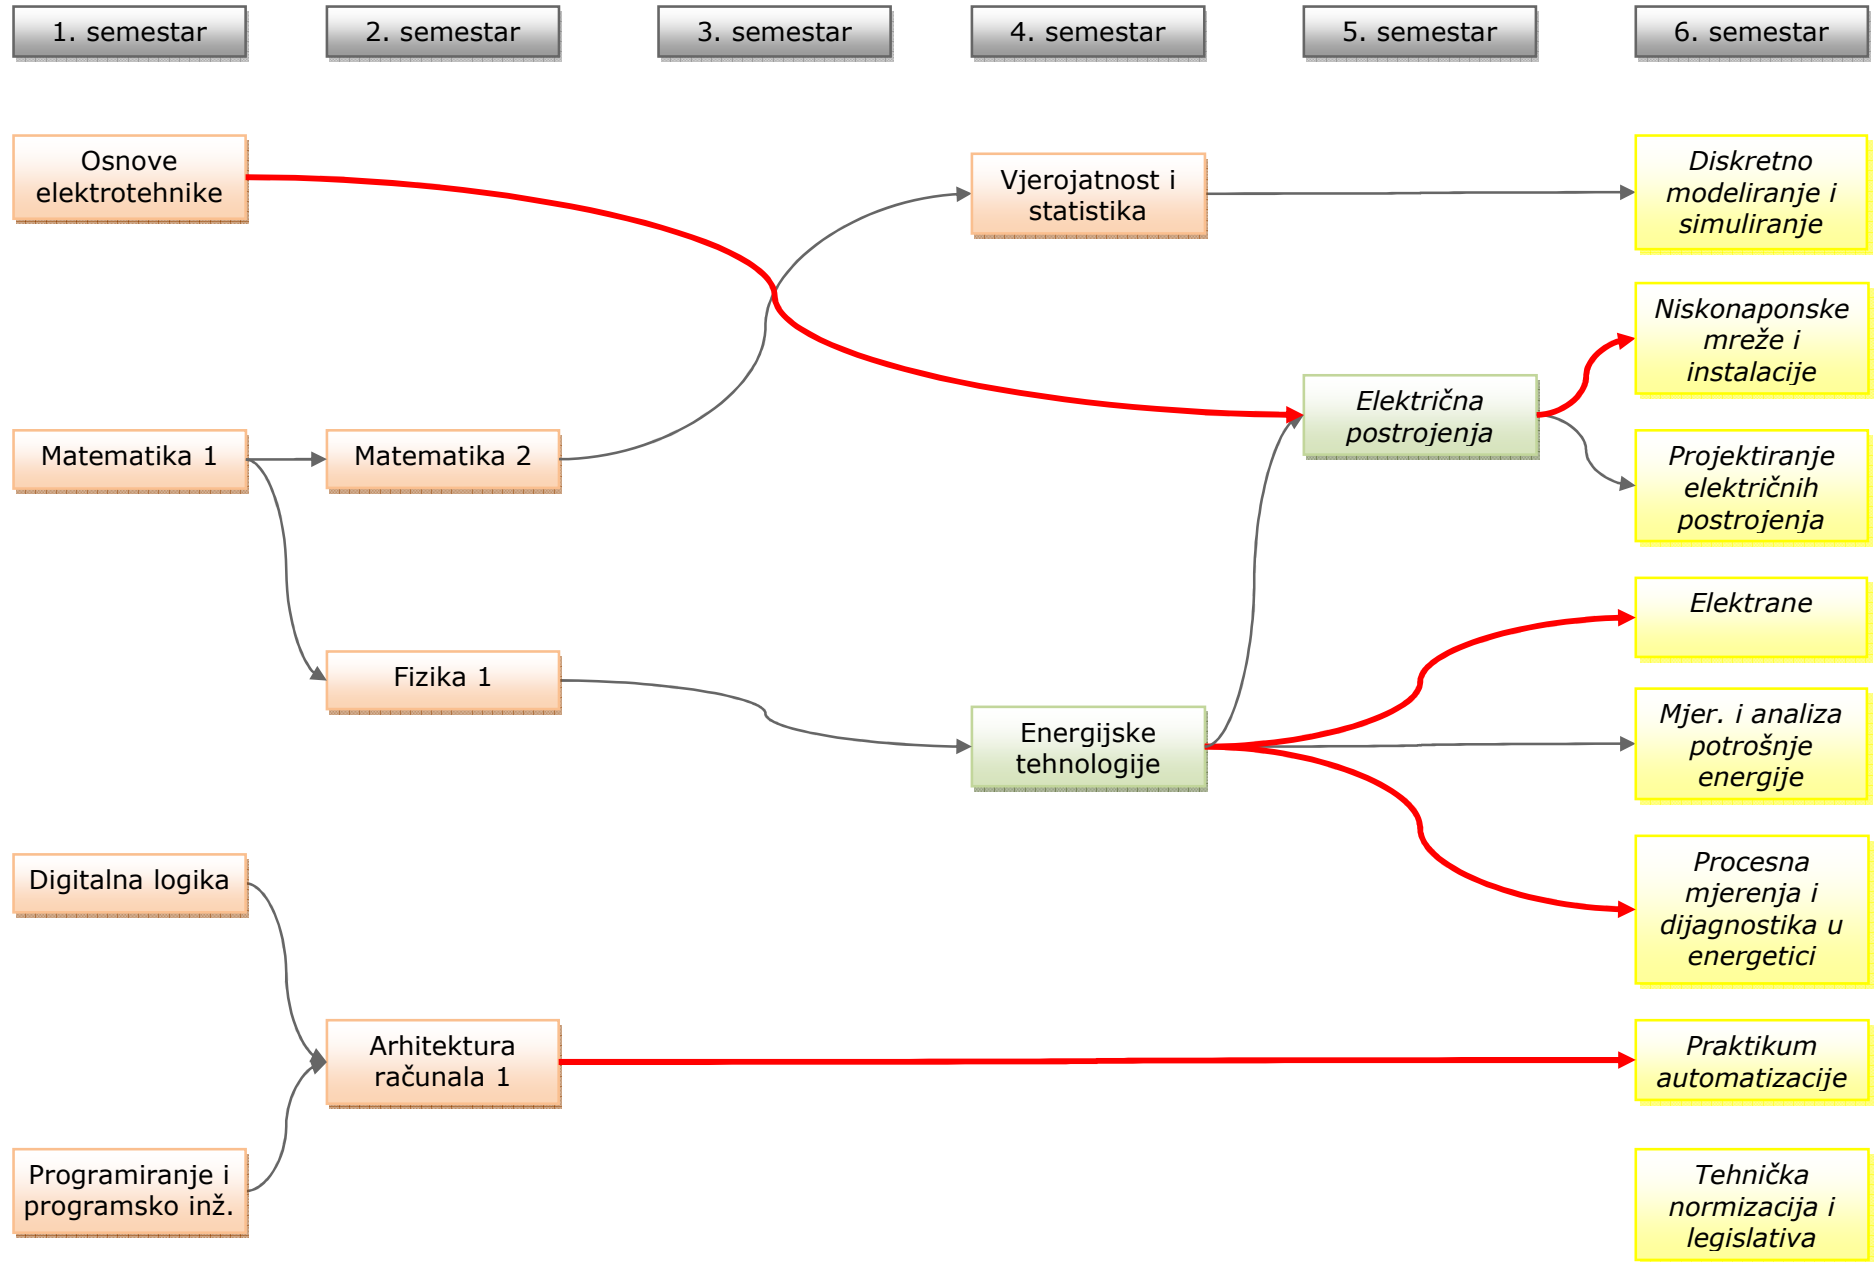 1. semestar
2. semestar
3. semestar
4. semestar
5. semestar
6. semestar
Osnove
elektrotehnike
Vjerojatnost i
statistika
Diskretno
modeliranje i
simuliranje
Niskonaponske
mreže i
instalacije
Električna
postrojenja
Matematika 1
Matematika 2
Projektiranje
električnih
postrojenja
Elektrane
Fizika 1
Energijske
tehnologije
Mjer. i analiza
potrošnje
energije
Digitalna logika
Procesna
mjerenja i
dijagnostika u
energetici
Arhitektura
računala 1
Praktikum
automatizacije
Programiranje i
programsko inž.
Tehnička
normizacija i
legislativa